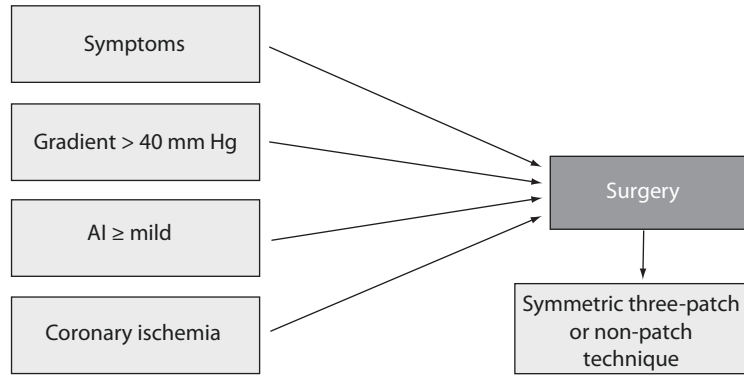 Symptoms
Gradient > 40 mm Hg
AI ≥ mild
Coronary ischemia
Surgery
Symmetric three-patch
or non-patch
technique